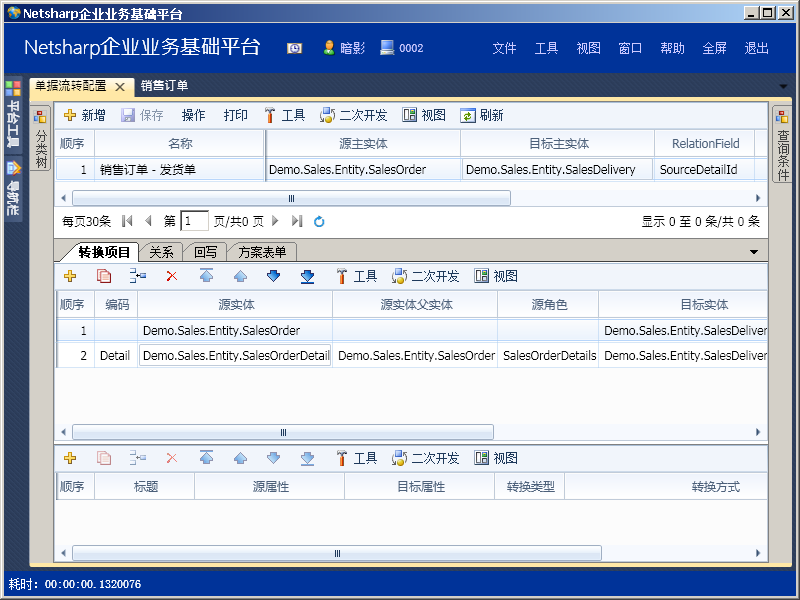 Netsharp企业业务基础平台
Netsharp企业业务基础平台 暗影 0002 文件 工具 视图 窗口 帮助 全屏 退出
单据流转配置 销售订单
平台工具
导航栏
分类树
查询条件
新增 保存 操作 打印 工具 二次开发 视图 刷新
顺序 名称 源主实体 目标主实体 RelationField
1 销售订单 - 发货单 Demo.Sales.Entity.SalesOrder Demo.Sales.Entity.SalesDelivery SourceDetailId
每页30条 第 1 页/共0 页 显示 0 至 0 条/共 0 条
转换项目 关系 回写 方案表单
工具 二次开发 视图
顺序 编码 源实体 源实体父实体 源角色 目标实体
1 Demo.Sales.Entity.SalesOrder Demo.Sales.Entity.SalesDeliver
2 Detail Demo.Sales.Entity.SalesOrderDetail Demo.Sales.Entity.SalesOrder SalesOrderDetails Demo.Sales.Entity.SalesDeliver
工具 二次开发 视图
顺序 标题 源属性 目标属性 转换类型 转换方式
耗时：00:00:00.1320076